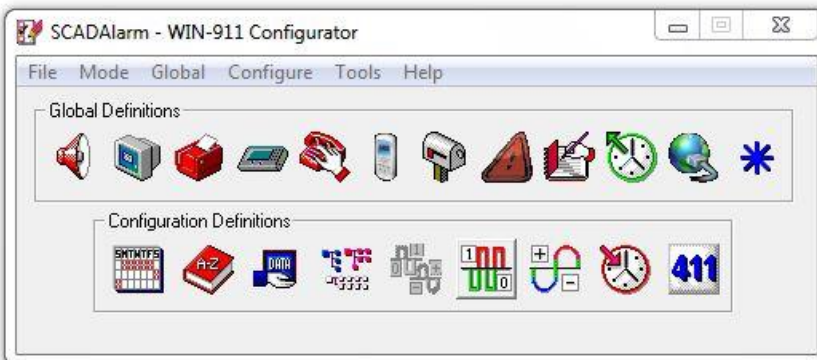 SCADAlarm - WIN-911 Configurator
File Mode Global Configure Tools Help
Global Definitions
Configuration Definitions
SMTWTFS
A-Z
DATA
1
0
411